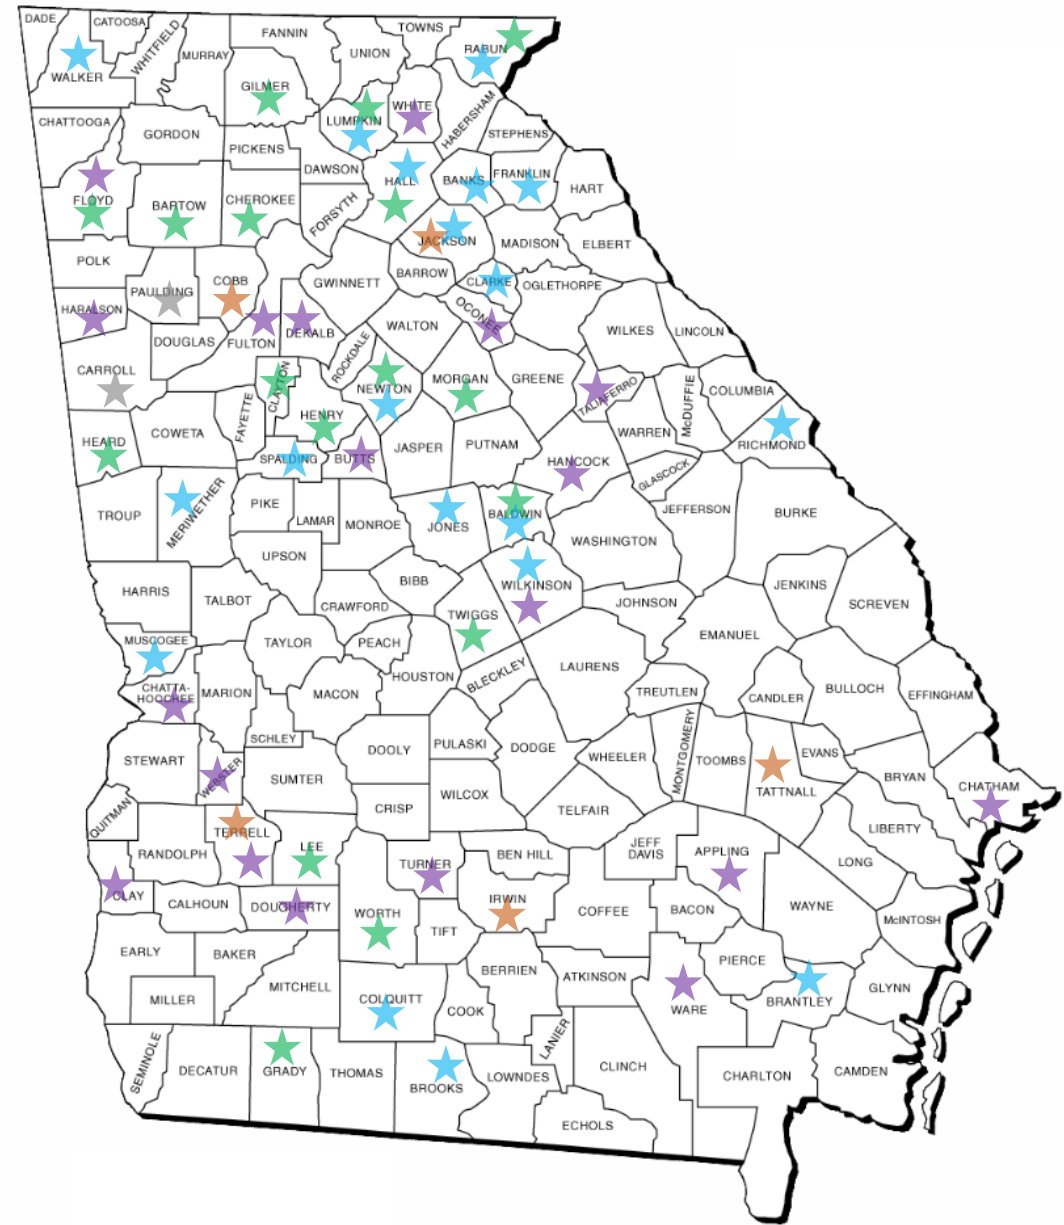 DADE
CATOOSA
WHITFIELD
MURRAY
FANNIN
UNION
TOWNS
RABUN
WALKER
GILMER
LUMPKIN
WHITE
HABERSHAM
STEPHENS
CHATTOOGA
GORDON
PICKENS
DAWSON
HALL
BANKS
FRANKLIN
HART
FLOYD
BARTOW
CHEROKEE
FORSYTH
JACKSON
MADISON
ELBERT
POLK
PAULDING
COBB
GWINNETT
BARROW
CLARKE
OGLETHORPE
OCONEE
HARALSON
DOUGLAS
FULTON
DEKALB
ROCKDALE
WALTON
WILKES
LINCOLN
CARROLL
CLAYTON
NEWTON
MORGAN
GREENE
TALIAFERRO
McDUFFIE
COLUMBIA
HEARD
COWETA
FAYETTE
HENRY
SPALDING
BUTTS
JASPER
PUTNAM
HANCOCK
WARREN
GLASCOCK
RICHMOND
TROUP
MERIWETHER
PIKE
LAMAR
MONROE
JONES
BALDWIN
WASHINGTON
JEFFERSON
BURKE
UPSON
BIBB
WILKINSON
JENKINS
SCREVEN
HARRIS
TALBOT
CRAWFORD
TWIGGS
JOHNSON
EMANUEL
MUSCOGEE
TAYLOR
PEACH
HOUSTON
BLECKLEY
LAURENS
TREUTLEN
CANDLER
BULLOCH
EFFINGHAM
CHATTA-
HOOCHEE
MARION
MACON
SCHLEY
DOOLY
PULASKI
DODGE
WHEELER
MONTGOMERY
TOOMBS
TATTNALL
EVANS
BRYAN
CHATHAM
STEWART
WEBSTER
SUMTER
CRISP
WILCOX
TELFAIR
LIBERTY
QUITMAN
RANDOLPH
TERRELL
LEE
TURNER
BEN HILL
JEFF
DAVIS
APPLING
LONG
CLAY
CALHOUN
DOUGHERTY
WORTH
TIFT
IRWIN
COFFEE
BACON
WAYNE
McINTOSH
EARLY
BAKER
MITCHELL
BERRIEN
ATKINSON
PIERCE
WARE
BRANTLEY
GLYNN
MILLER
COLQUITT
COOK
LANIER
SEMINOLE
DECATUR
GRADY
THOMAS
BROOKS
LOWNDES
CLINCH
CHARLTON
CAMDEN
ECHOLS